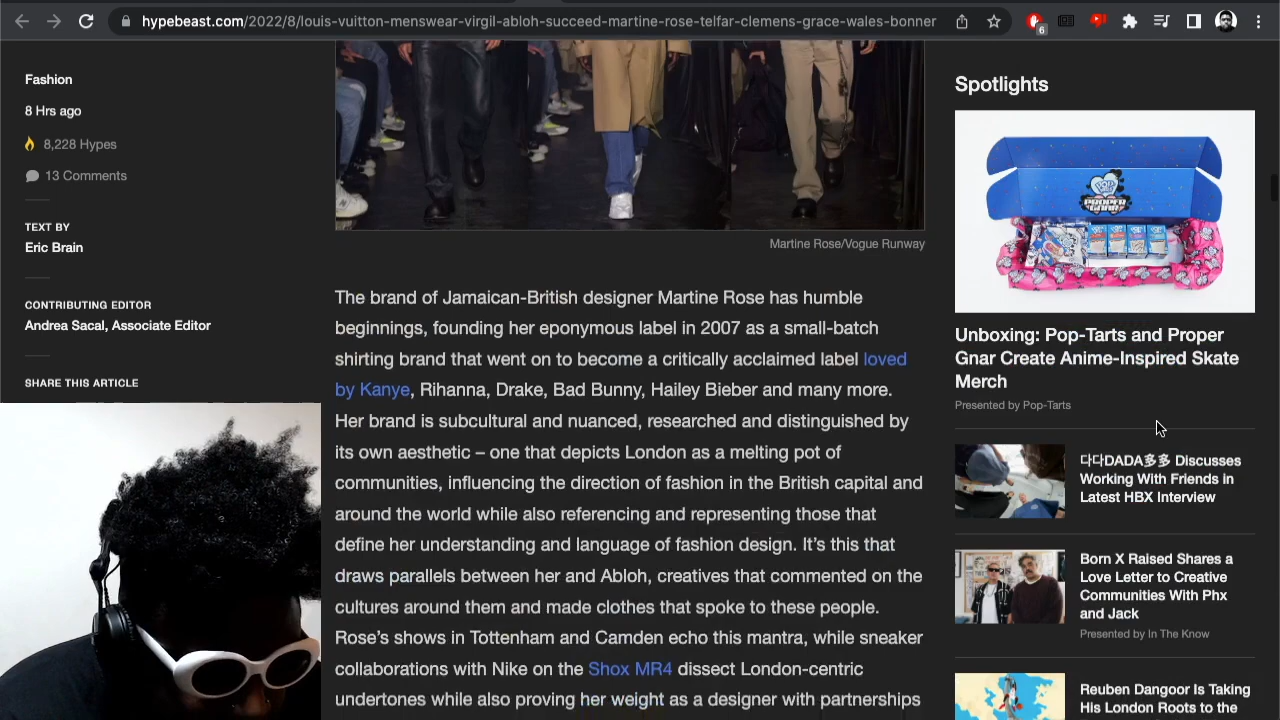 hypebeast.com/2022/8/louis-vuitton-menswear-virgil-abloh-succeed-martine-rose-telfar-clemens-grace-wales-bonner
6
Fashion
8 Hrs ago
8,228 Hypes
13 Comments
TEXT BY
Eric Brain
CONTRIBUTING EDITOR
Andrea Sacal, Associate Editor
SHARE THIS ARTICLE
Martine Rose/Vogue Runway
The brand of Jamaican-British designer Martine Rose has humble
beginnings, founding her eponymous label in 2007 as a small-batch
shirting brand that went on to become a critically acclaimed label loved
by Kanye, Rihanna, Drake, Bad Bunny, Hailey Bieber and many more.
Her brand is subcultural and nuanced, researched and distinguished by
its own aesthetic – one that depicts London as a melting pot of
communities, influencing the direction of fashion in the British capital and
around the world while also referencing and representing those that
define her understanding and language of fashion design. It's this that
draws parallels between her and Abloh, creatives that commented on the
cultures around them and made clothes that spoke to these people.
Rose's shows in Tottenham and Camden echo this mantra, while sneaker
collaborations with Nike on the Shox MR4 dissect London-centric
undertones while also proving her weight as a designer with partnerships
Spotlights
POP
PROPER
GNAR
Unboxing: Pop-Tarts and Proper
Gnar Create Anime-Inspired Skate
Merch
Presented by Pop-Tarts
다다DADA多多 Discusses
Working With Friends in
Latest HBX Interview
Born X Raised Shares a
Love Letter to Creative
Communities With Phx
and Jack
Presented by In The Know
Reuben Dangoor Is Taking
His London Roots to the